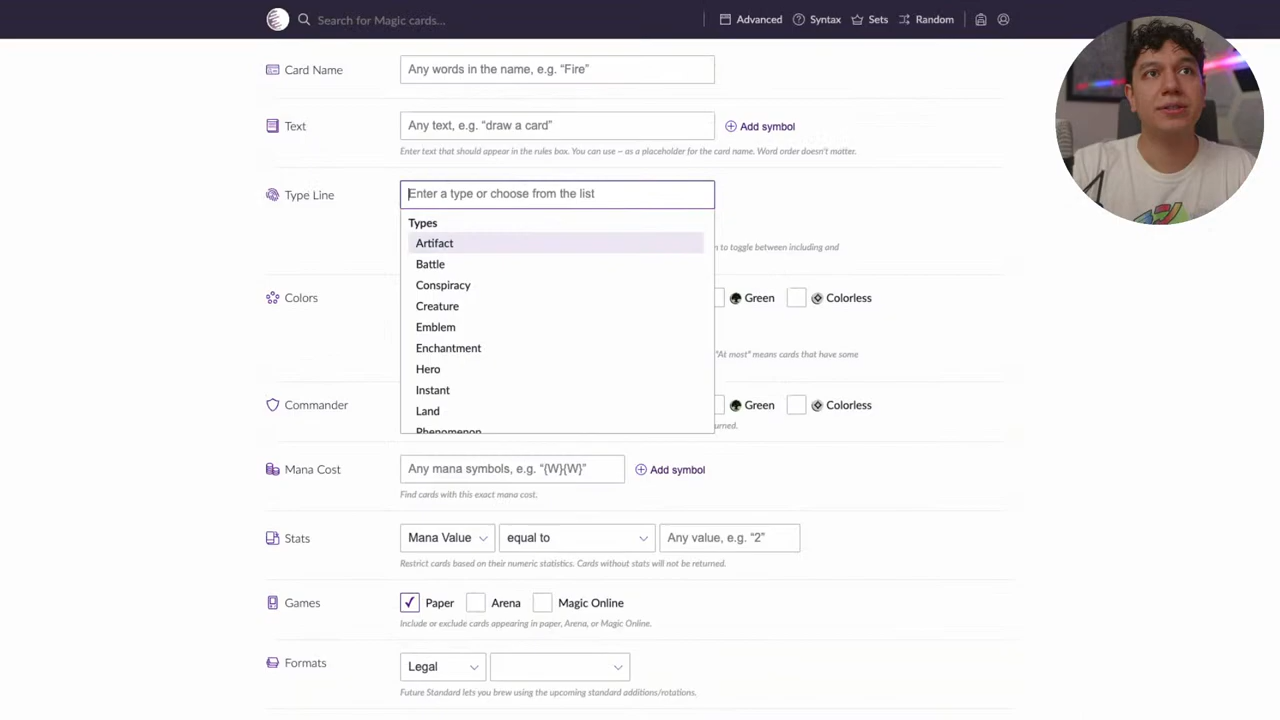 Search for Magic cards…
Advanced
Syntax
Sets
Random
Card Name
Any words in the name, e.g. “Fire”
Text
Any text, e.g. “draw a card”
Add symbol
Enter text that should appear in the rules box. You can use ~ as a placeholder for the card name. Word order doesn't matter.
Type Line
Enter a type or choose from the list
Types
Artifact
n to toggle between including and
Battle
Conspiracy
Colors
Green
Colorless
Creature
Emblem
Enchantment
"At most" means cards that have some
Hero
Instant
Commander
Green
Colorless
Land
urned.
Phenomenon
Mana Cost
Any mana symbols, e.g. “{W}{W}”
Add symbol
Find cards with this exact mana cost.
Stats
Mana Value
equal to
Any value, e.g. “2”
Restrict cards based on their numeric statistics. Cards without stats will not be returned.
Games
Paper
Arena
Magic Online
Include or exclude cards appearing in paper, Arena, or Magic Online.
Formats
Legal
Future Standard lets you brew using the upcoming standard additions/rotations.